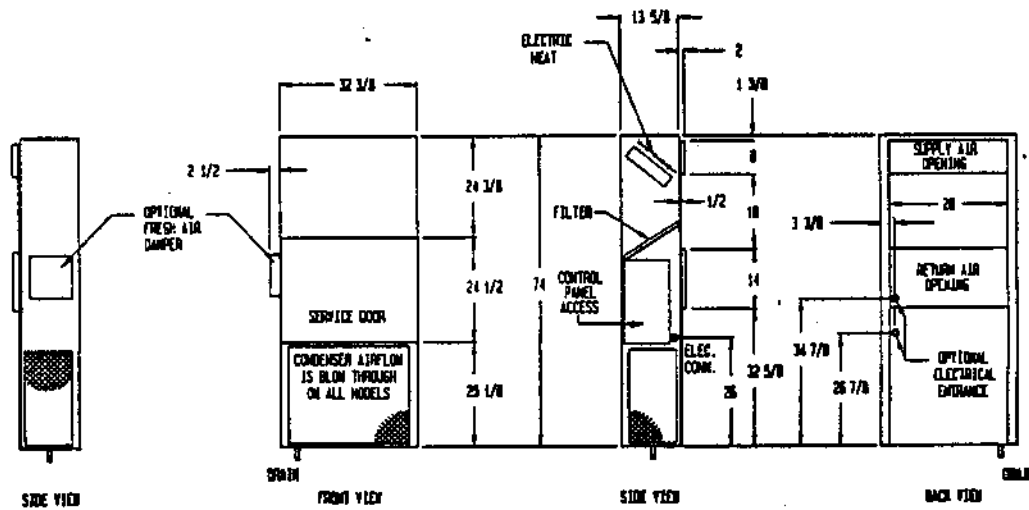 13 5/8
ELECTRIC
HEAT
2
1 3/8
32 3/8
2 1/2
OPTIONAL
FRESH AIR
DAMPER
24 3/8
24 1/2
25 1/8
SERVICE DOOR
CONDENSER AIRFLOW
IS BLOW THROUGH
ON ALL MODELS
74
FILTER
CONTROL
PANEL
ACCESS
8
1/2
18
14
ELEC.
CONN.
26
32 5/8
SUPPLY AIR
OPENING
28
3 3/8
RETURN AIR
OPENING
34 7/8
26 7/8
OPTIONAL
ELECTRICAL
ENTRANCE
DRAIN
DRAIN
SIDE VIEW
FRONT VIEW
SIDE VIEW
BACK VIEW